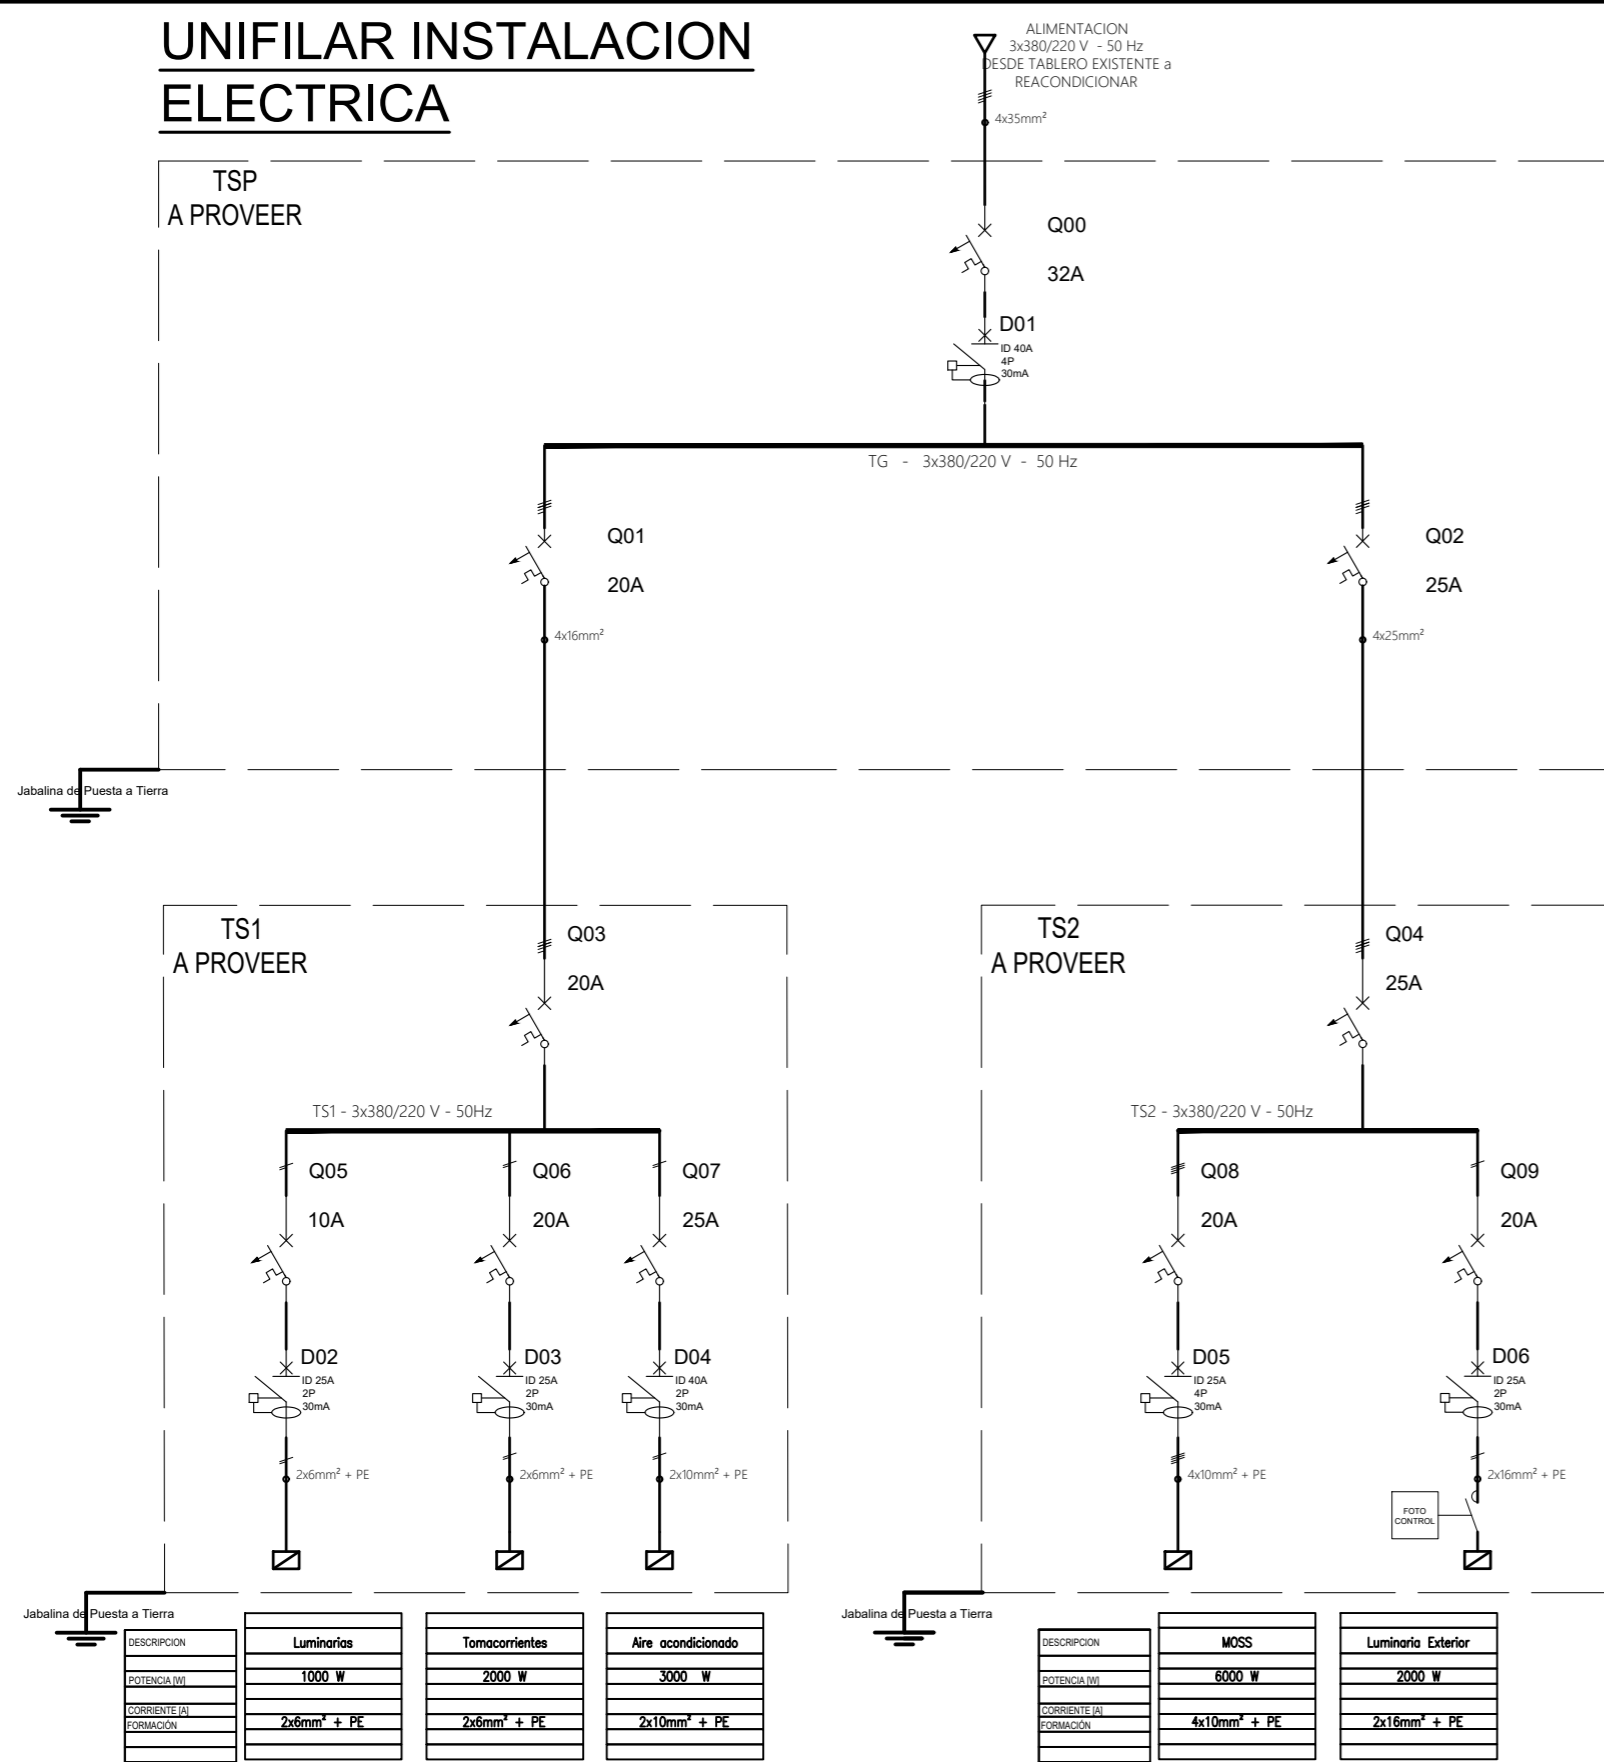 UNIFILAR INSTALACION
ELECTRICA
ALIMENTACION
3x380/220 V - 50 Hz
DESDE TABLERO EXISTENTE a
REACONDICIONAR
4x35mm²
TSP
A PROVEER
Q00
32A
D01
ID 40A
4P
30mA
TG - 3x380/220 V - 50 Hz
Q01
20A
4x16mm²
Q02
25A
4x25mm²
Jabalina de Puesta a Tierra
TS1
A PROVEER
Q03
20A
TS1 - 3x380/220 V - 50Hz
Q05
10A
Q06
20A
Q07
25A
D02
ID 25A
2P
30mA
D03
ID 25A
2P
30mA
D04
ID 40A
2P
30mA
2x6mm² + PE
2x6mm² + PE
2x10mm² + PE
Jabalina de Puesta a Tierra
TS2
A PROVEER
Q04
25A
TS2 - 3x380/220 V - 50Hz
Q08
20A
Q09
20A
D05
ID 25A
4P
30mA
D06
ID 25A
2P
30mA
4x10mm² + PE
2x16mm² + PE
FOTO
CONTROL
Jabalina de Puesta a Tierra
DESCRIPCION Luminarias Tomacorrientes Aire acondicionado
POTENCIA [W] 1000 W 2000 W 3000 W
CORRIENTE [A]
FORMACIÓN 2x6mm² + PE 2x6mm² + PE 2x10mm² + PE
DESCRIPCION MOSS Luminaria Exterior
POTENCIA [W] 6000 W 2000 W
CORRIENTE [A]
FORMACIÓN 4x10mm² + PE 2x16mm² + PE